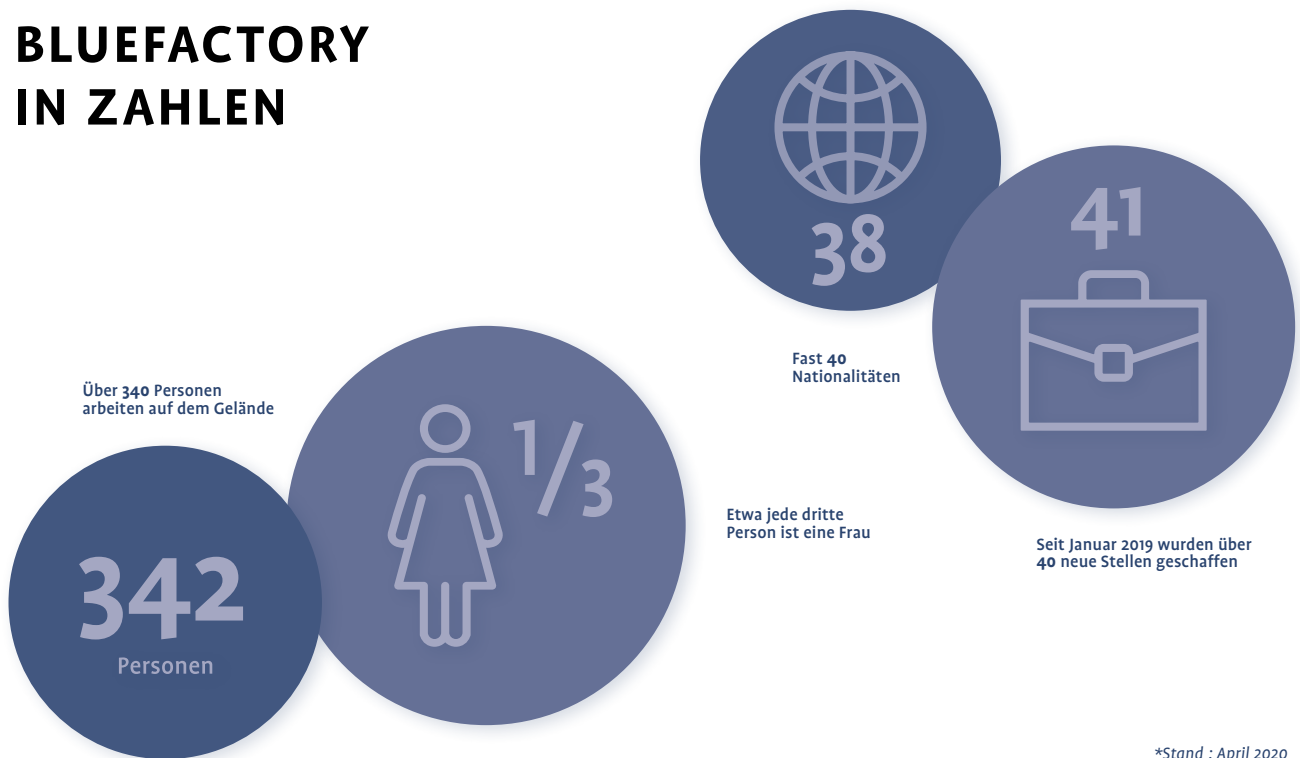 BLUEFACTORY
IN ZAHLEN
38
41
Fast 40
Nationalitäten
Über 340 Personen
arbeiten auf dem Gelände
1/3
342
Personen
Etwa jede dritte
Person ist eine Frau
Seit Januar 2019 wurden über
40 neue Stellen geschaffen
*Stand : April 2020